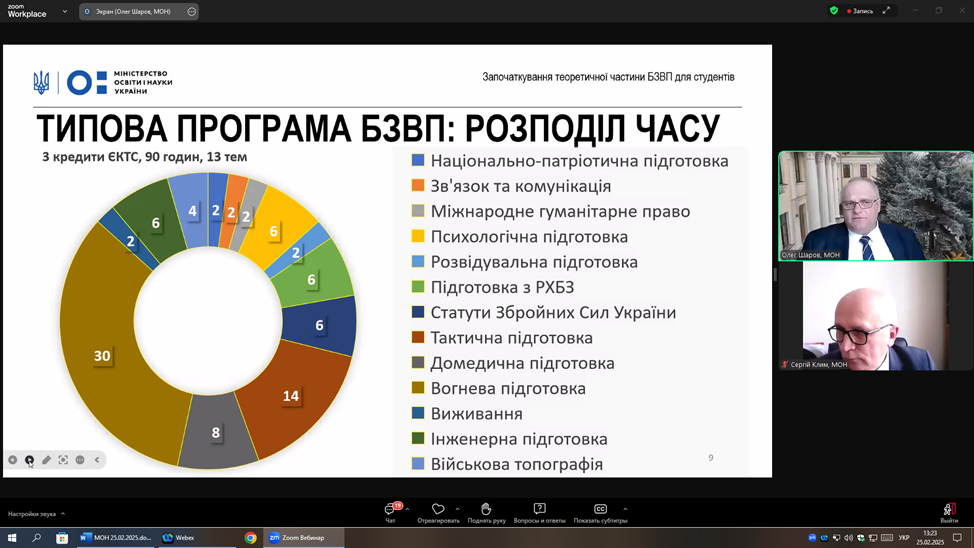 zoom
Workplace
Экран (Олег Шаров, МОН)
Запись
МІНІСТЕРСТВО
ОСВІТИ І НАУКИ
УКРАЇНИ
Започаткування теоретичної частини БЗВП для студентів
ТИПОВА ПРОГРАМА БЗВП: РОЗПОДІЛ ЧАСУ
3 кредити ЄКТС, 90 годин, 13 тем
2
2
2
6
2
6
6
14
8
30
2
6
4
Національно-патріотична підготовка
Зв'язок та комунікація
Міжнародне гуманітарне право
Психологічна підготовка
Розвідувальна підготовка
Підготовка з РХБЗ
Статути Збройних Сил України
Тактична підготовка
Домедична підготовка
Вогнева підготовка
Виживання
Інженерна підготовка
Військова топографія
9
Олег Шаров, МОН
Сергій Клим, МОН
Настройки звука
19
Чат
Отреагировать
Поднять руку
Вопросы и ответы
Показать субтитры
Выйти
МОН 25.02.2025.do...
Webex
Zoom Вебинар
УКР
13:23
25.02.2025